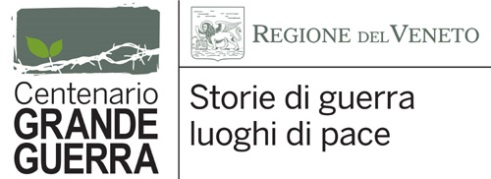 Centenario
GRANDE
GUERRA
REGIONE DEL VENETO
Storie di guerra
luoghi di pace